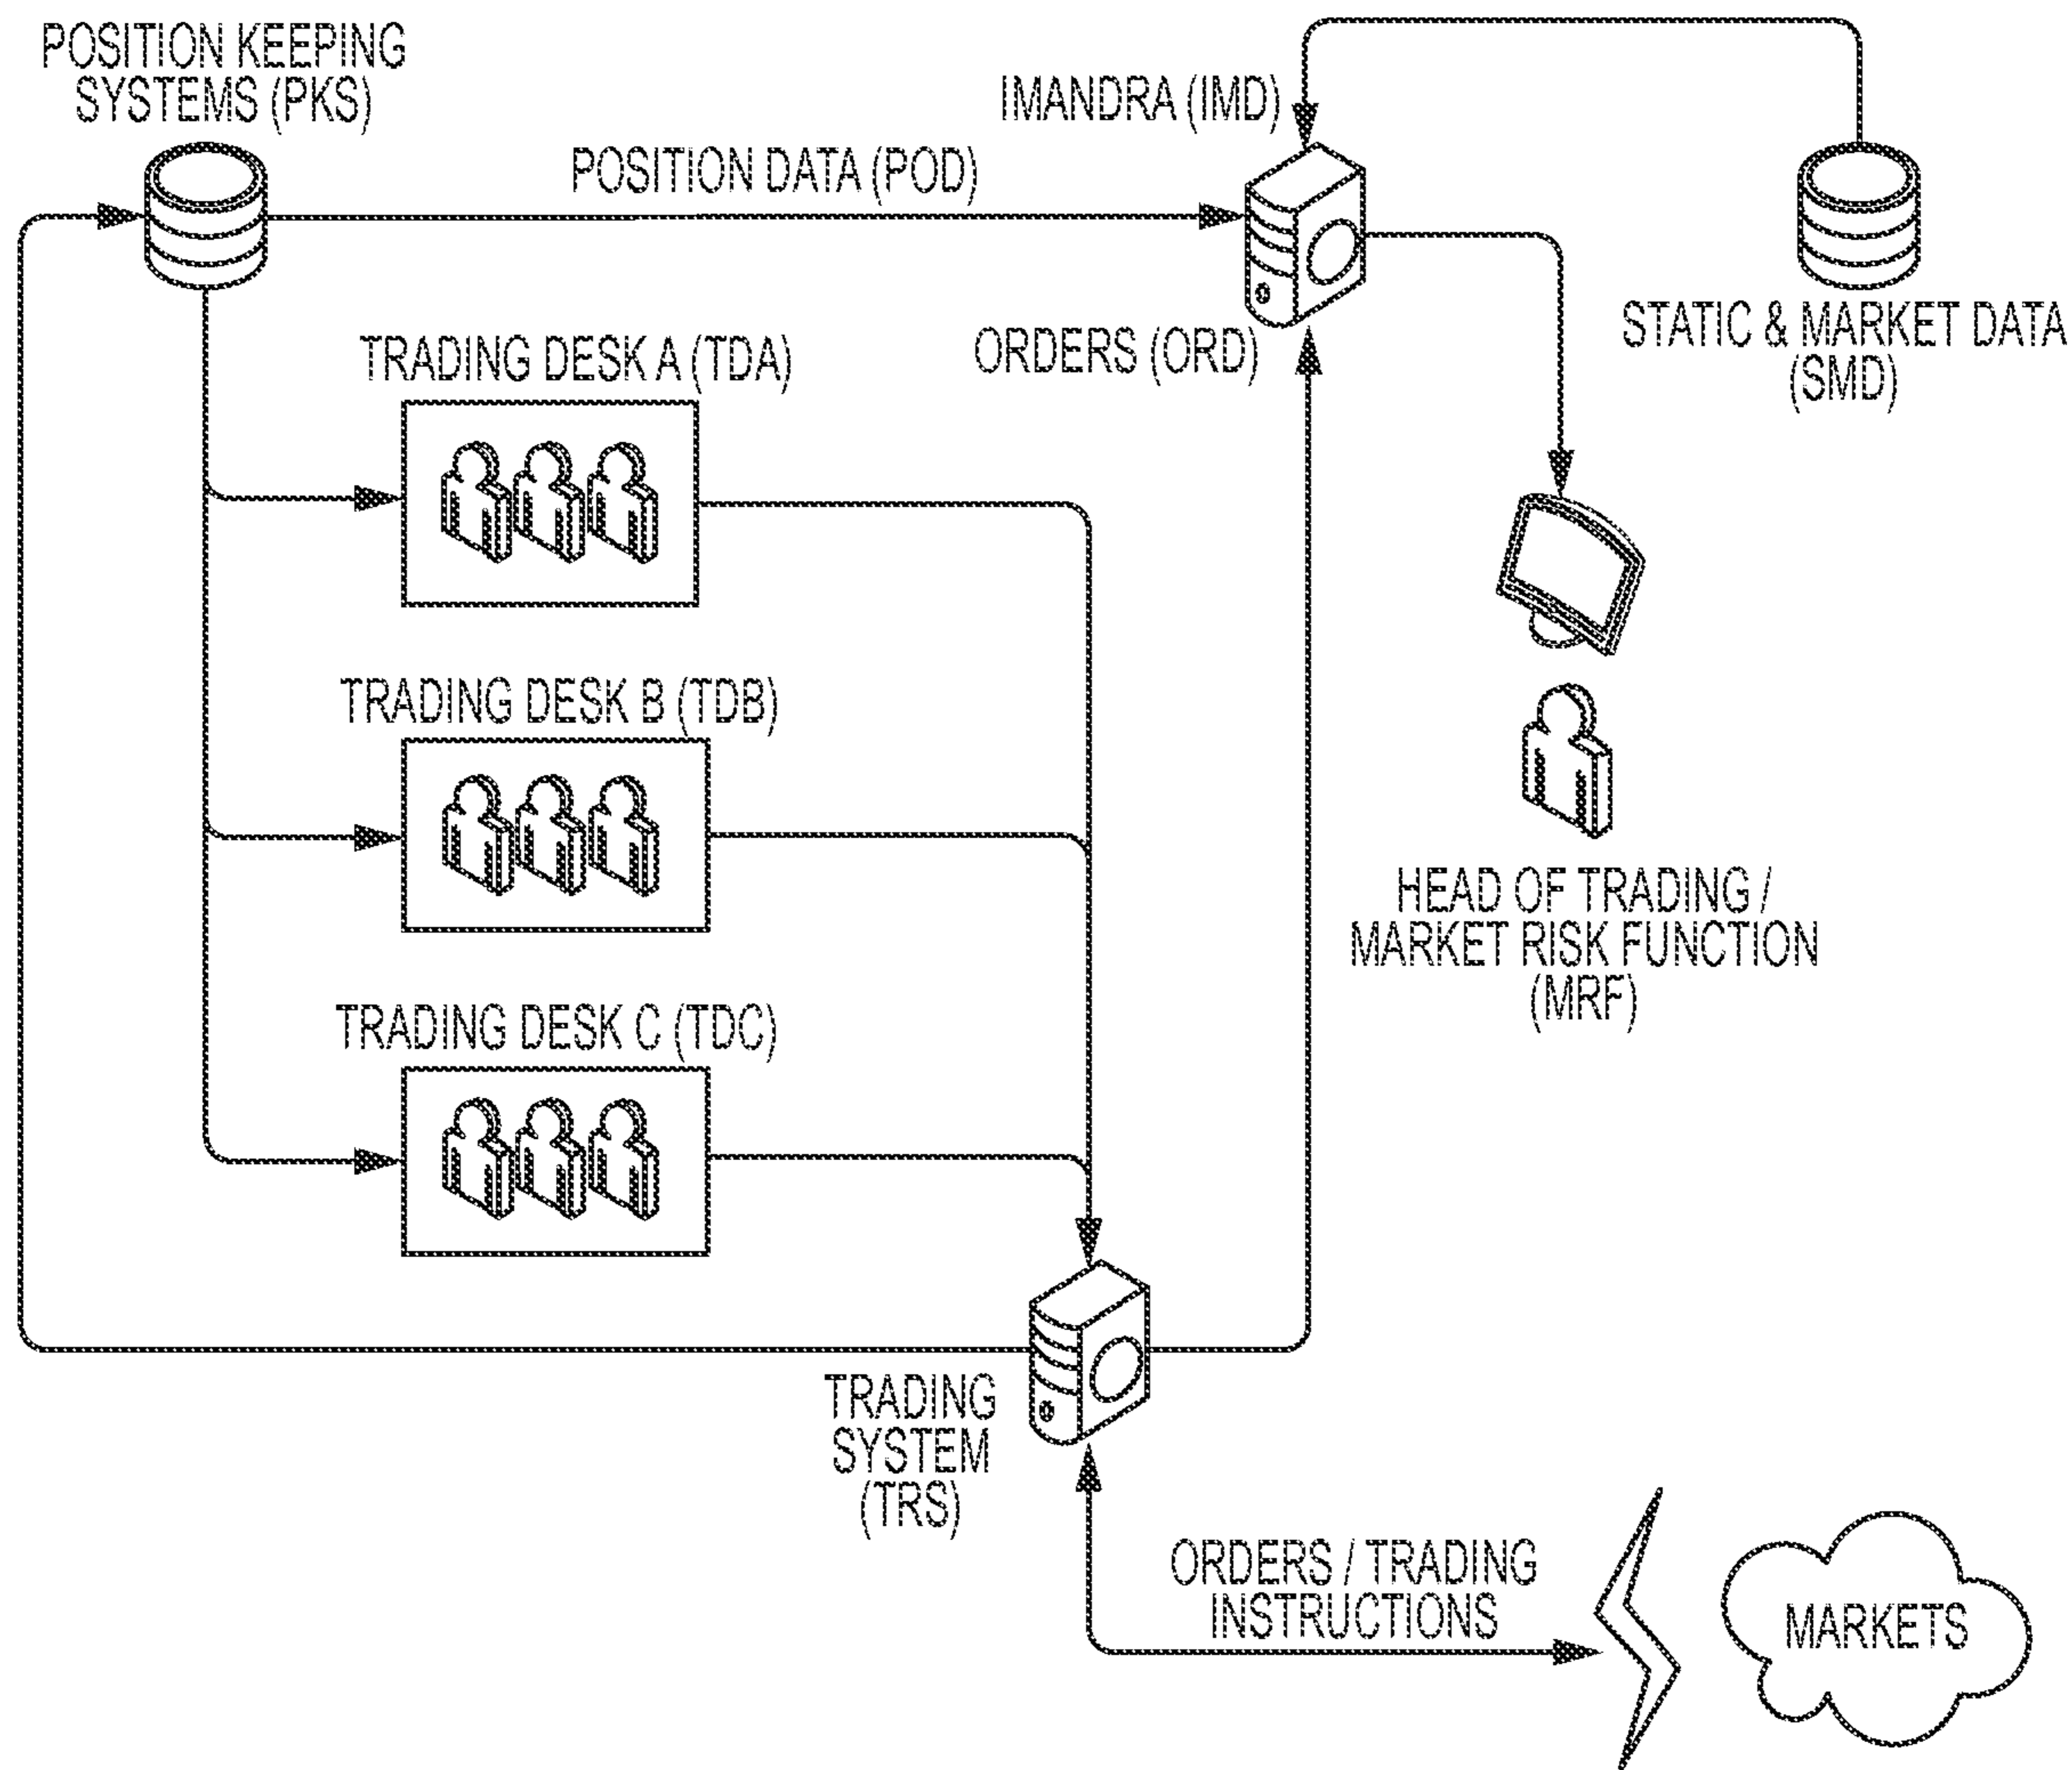 POSITION KEEPING
SYSTEMS (PKS)
IMANDRA (IMD)
POSITION DATA (POD)
STATIC & MARKET DATA
(SMD)
ORDERS (ORD)
TRADING DESK A (TDA)
TRADING DESK B (TDB)
HEAD OF TRADING /
MARKET RISK FUNCTION
(MRF)
TRADING DESK C (TDC)
TRADING
SYSTEM
(TRS)
ORDERS / TRADING
INSTRUCTIONS
MARKETS